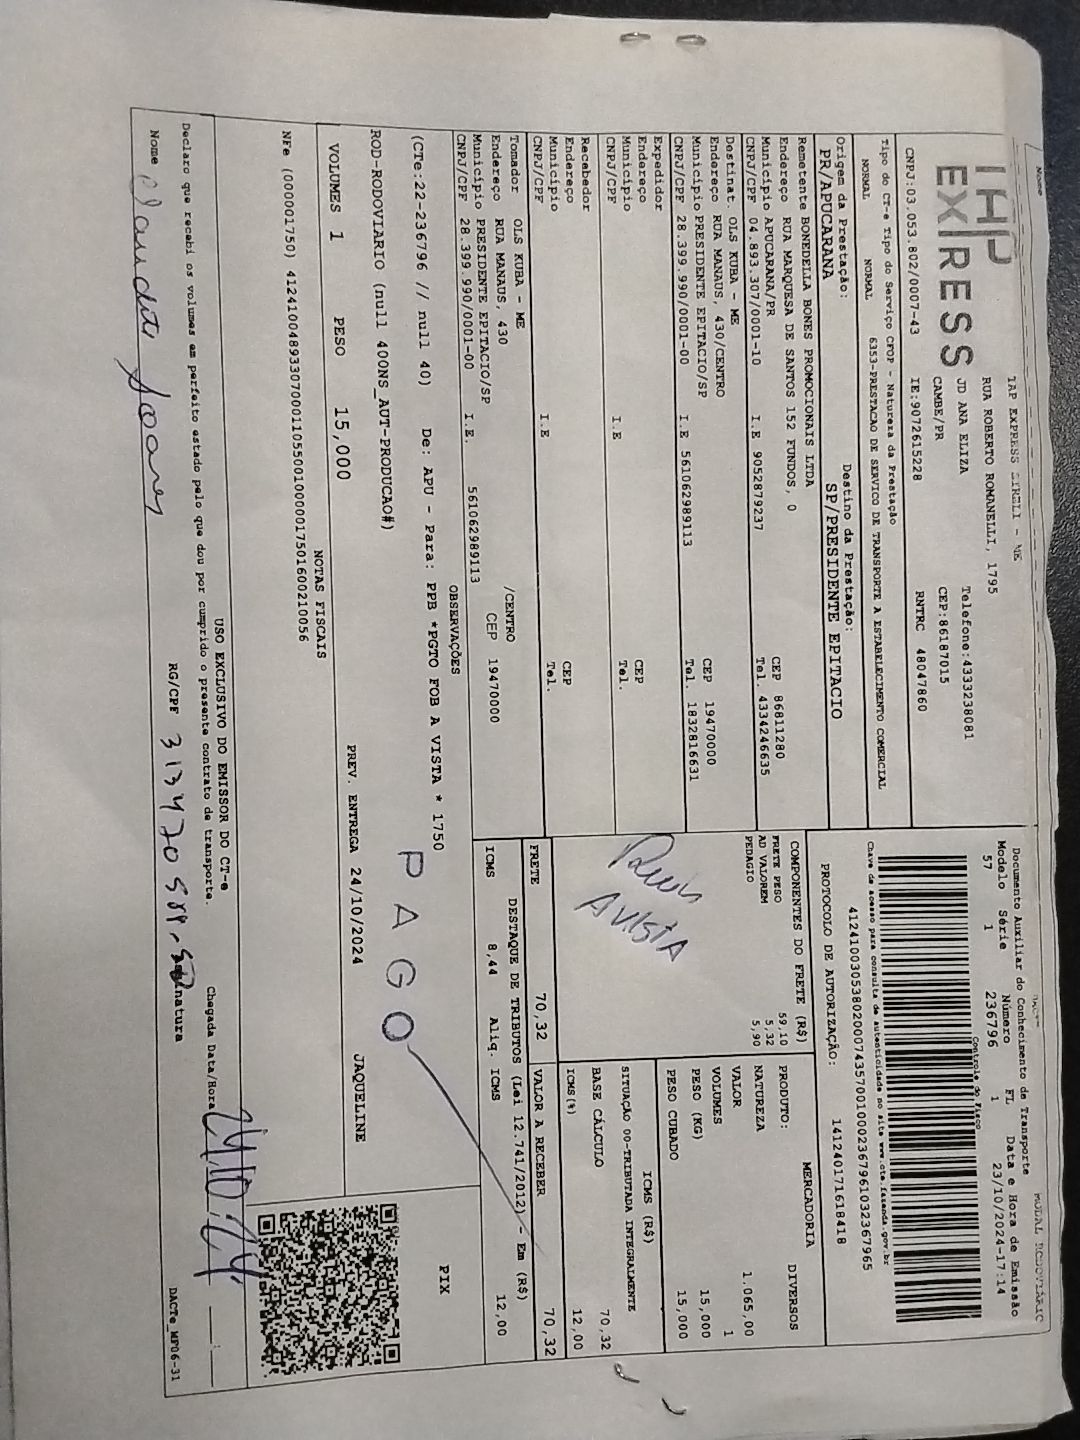 IHP
EXPRESS
TAP EXPRESS EIRELI - ME
RUA ROBERTO ROMANELLI, 1795
JD ANA ELIZA
CAMBE/PR
Telefone:4333238081
CEP:86187015
CNPJ:03.053.802/0007-43 IE:9072615228 RNTRC 48047860
Tipo do CT-e Tipo do Serviço CFOP - Natureza da Prestação
NORMAL NORMAL 6353-PRESTACAO DE SERVICO DE TRANSPORTE A ESTABELECIMENTO COMERCIAL
Origem da Prestação: Destino da Prestação:
PR/APUCARANA SP/PRESIDENTE EPITACIO
MODAL RODOVIARIO
Documento Auxiliar do Conhecimento de Transporte
Modelo Série Número FL Data e Hora de Emissão
57 1 236796 1 23/10/2024-17:14
Controle do Fisco
41241003053802000743570010002367961032367965
Chave de acesso para consulta de autenticidade no site www.cte.fazenda.gov.br
PROTOCOLO DE AUTORIZAÇÃO: 141240171618418
Remetente BONEDELLA BONES PROMOCIONAIS LTDA
Endereço RUA MARQUESA DE SANTOS 152 FUNDOS, 0 CEP 86811280
Município APUCARANA/PR Tel. 4334246635
CNPJ/CPF 04.893.307/0001-10 I.E 9052879237
Destinat. OLS KUBA - ME
Endereço RUA MANAUS, 430/CENTRO CEP 19470000
Município PRESIDENTE EPITACIO/SP Tel. 1832816631
CNPJ/CPF 28.399.990/0001-00 I.E 561062989113
Expedidor
Endereço CEP
Município Tel.
CNPJ/CPF I.E
Recebedor
Endereço CEP
Município Tel.
CNPJ/CPF I.E
Tomador OLS KUBA - ME
Endereço RUA MANAUS, 430 /CENTRO
Município PRESIDENTE EPITACIO/SP CEP 19470000
CNPJ/CPF 28.399.990/0001-00 I.E. 561062989113
COMPONENTES DO FRETE (R$)
FRETE PESO 59,10
AD VALOREM 5,32
PEDAGIO 5,90
AVISTA
PRODUTO: MERCADORIA
NATUREZA DIVERSOS
VALOR 1.065,00
VOLUMES 1
PESO (KG) 15,000
PESO CUBADO 15,000
ICMS (R$)
SITUAÇÃO 00-TRIBUTADA INTEGRALMENTE
BASE CÁLCULO 70,32
ICMS(%) 12,00
FRETE 70,32 VALOR A RECEBER 70,32
DESTAQUE DE TRIBUTOS (Lei 12.741/2012) - Em (R$)
ICMS 8,44 Aliq. ICMS 12,00
OBSERVAÇÕES
(CTe:22-236796 // null 40) De: APU - Para: PPB *PGTO FOB A VISTA * 1750
ROD-RODOVIARIO (null 400NS_AUT-PRODUCAO#)
PAGO
PIX
VOLUMES 1 PESO 15,000 PREV. ENTREGA 24/10/2024 JAQUELINE
NOTAS FISCAIS
NFe (000001750) 41241004893307000110550010000017501600210056
USO EXCLUSIVO DO EMISSOR DO CT-e
Declaro que recebi os volumes em perfeito estado pelo que dou por cumprido o presente contrato de transporte. Chegada Data/Hora 24/10/24
Nome Claudete Soares RG/CPF Assinatura
DACTe_MP06-31